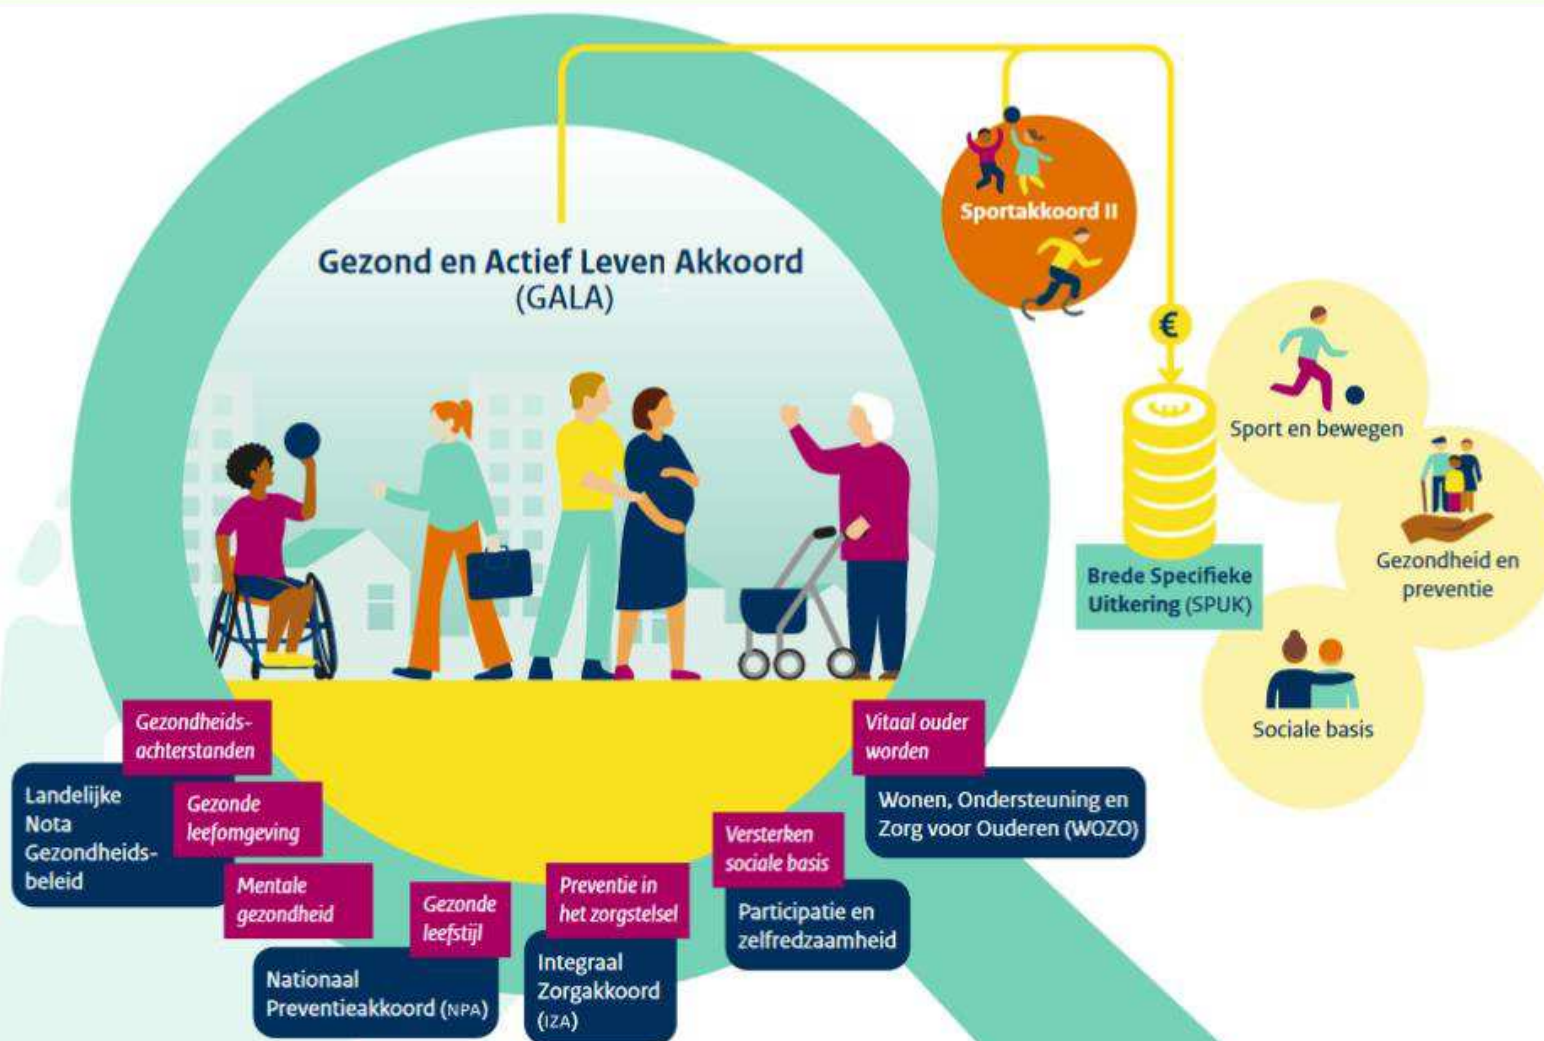 Gezond en Actief Leven Akkoord
(GALA)
Sportakkoord II
€
Sport en bewegen
Gezondheid en
preventie
Brede Specifieke
Uitkering (SPUK)
Sociale basis
Gezondheids-
achterstanden
Landelijke
Nota
Gezondheids-
beleid
Gezonde
leefomgeving
Mentale
gezondheid
Gezonde
leefstijl
Nationaal
Preventieakkoord (NPA)
Preventie in
het zorgstelsel
Integraal
Zorgakkoord
(IZA)
Versterken
sociale basis
Participatie en
zelfredzaamheid
Vitaal ouder
worden
Wonen, Ondersteuning en
Zorg voor Ouderen (WOZO)